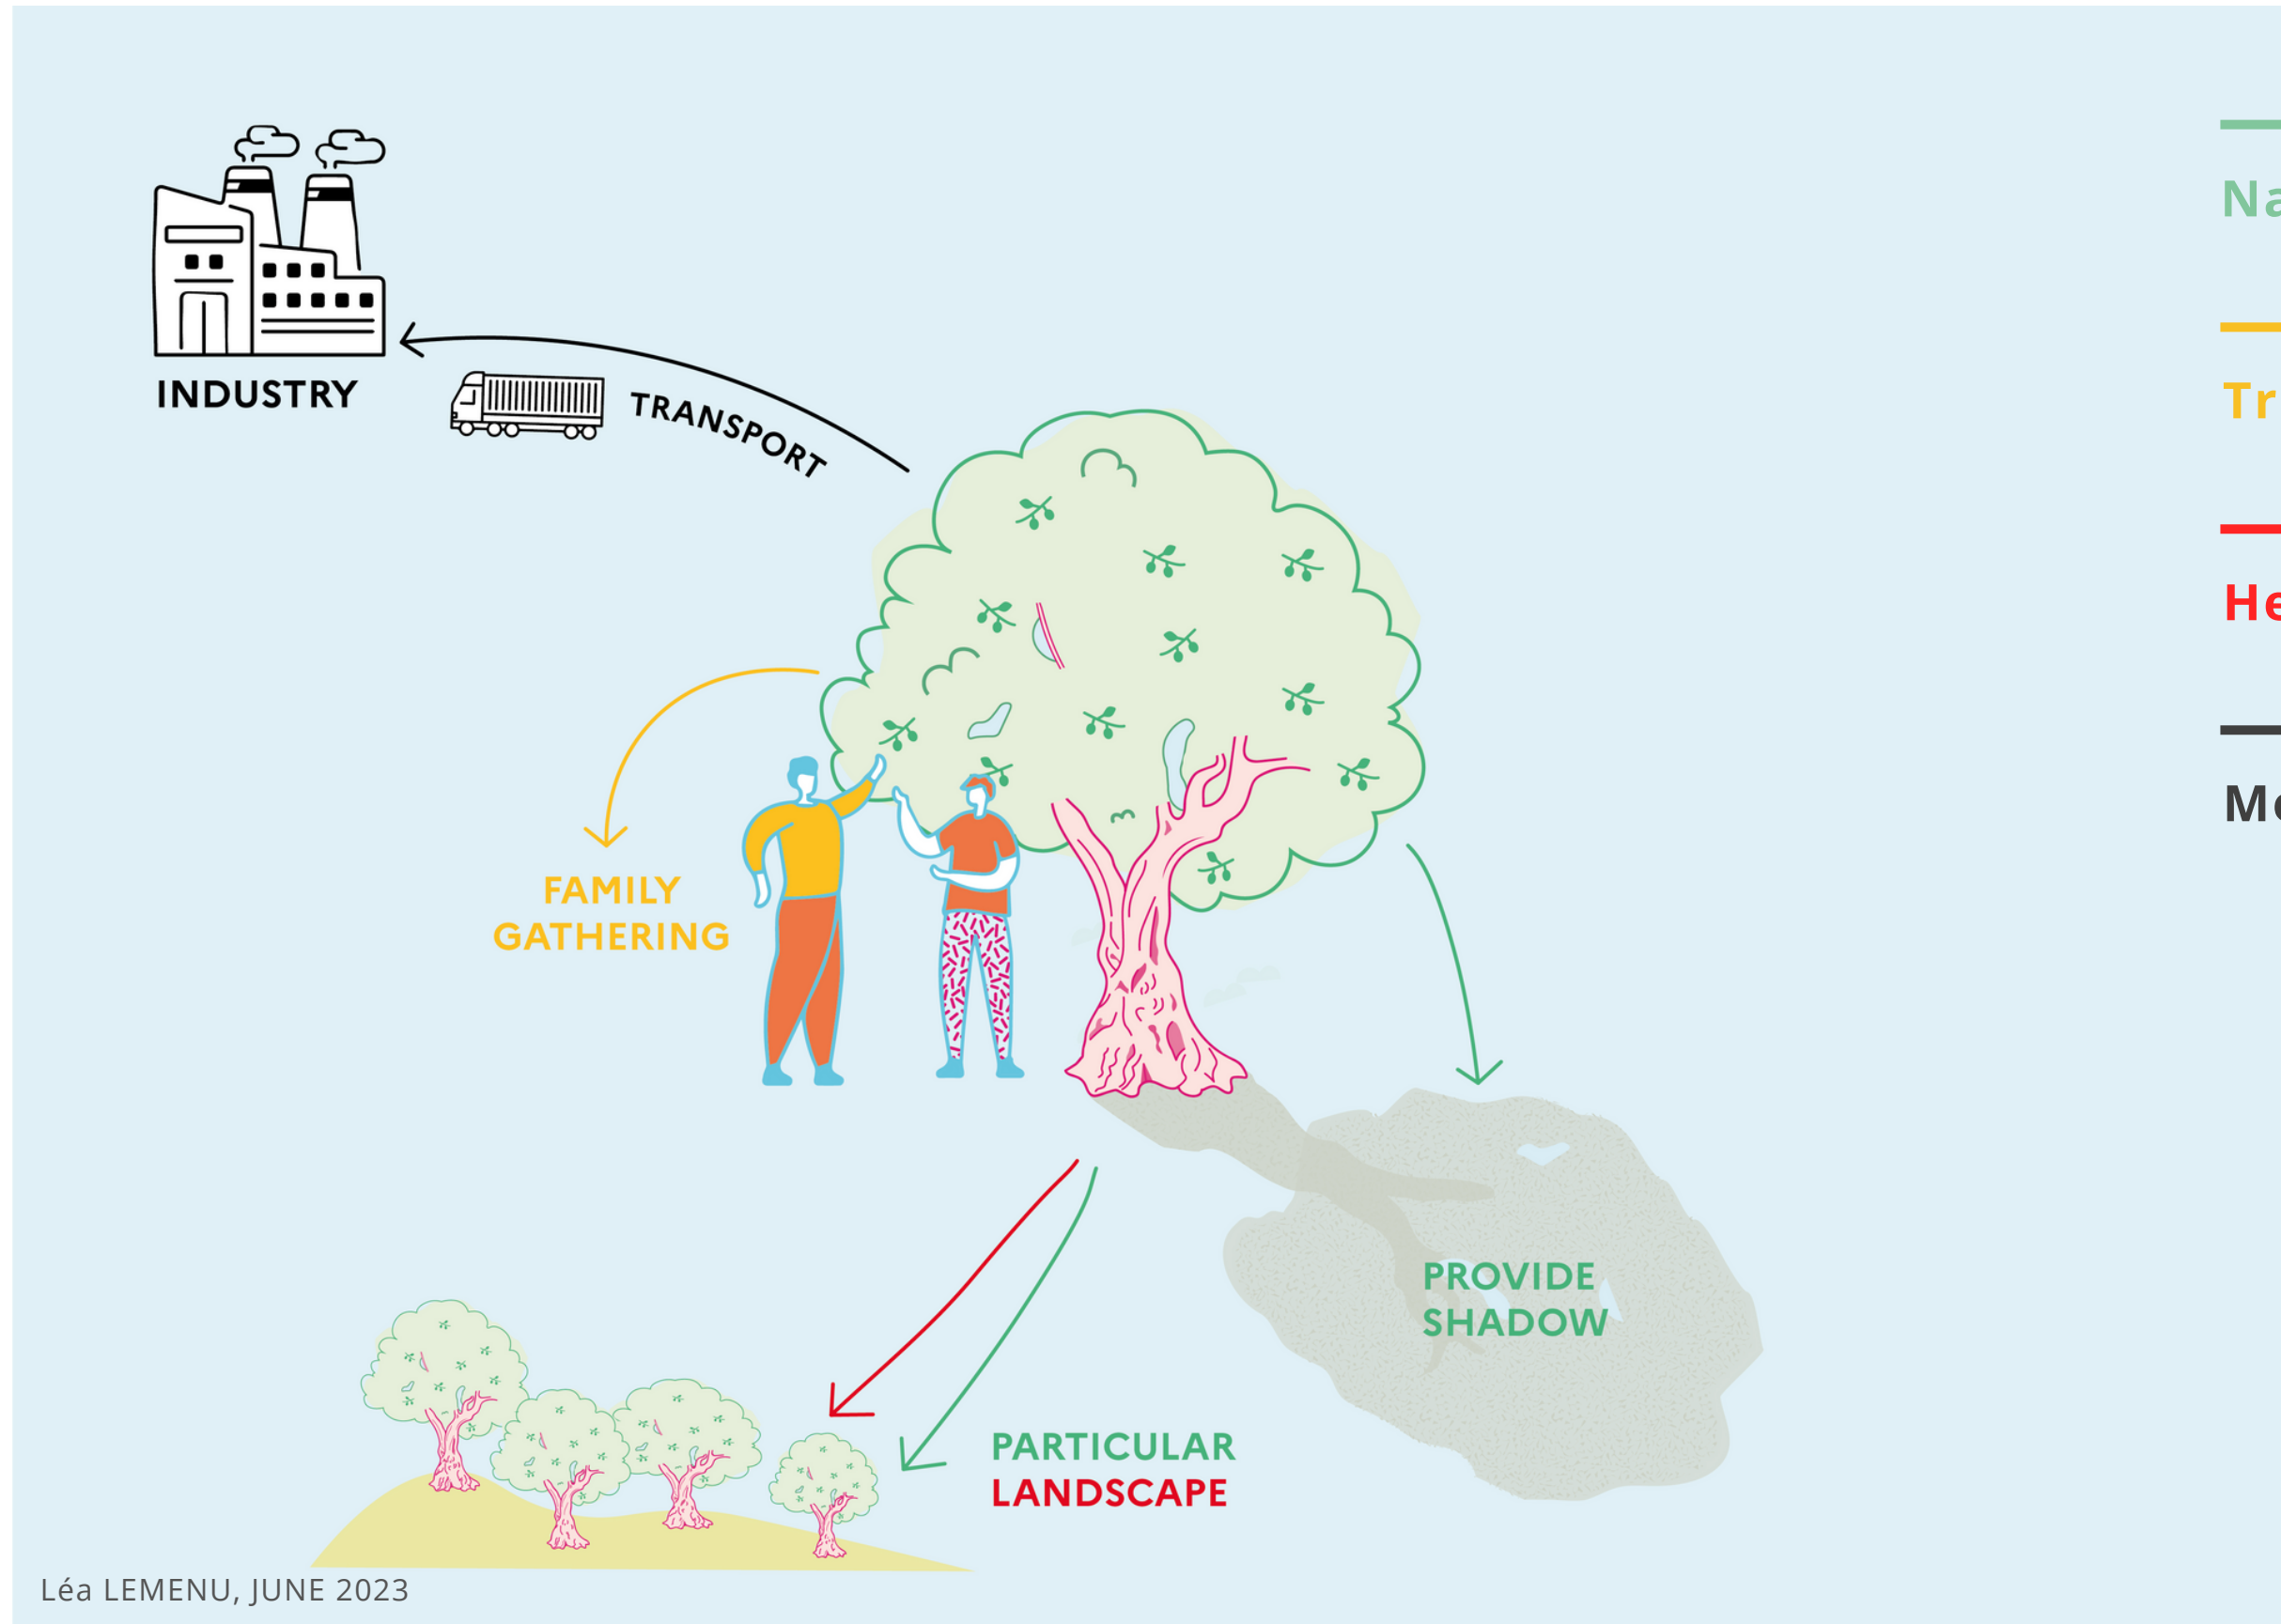 INDUSTRY
TRANSPORT
FAMILY
GATHERING
PROVIDE
SHADOW
PARTICULAR
LANDSCAPE
Léa LEMENU, JUNE 2023